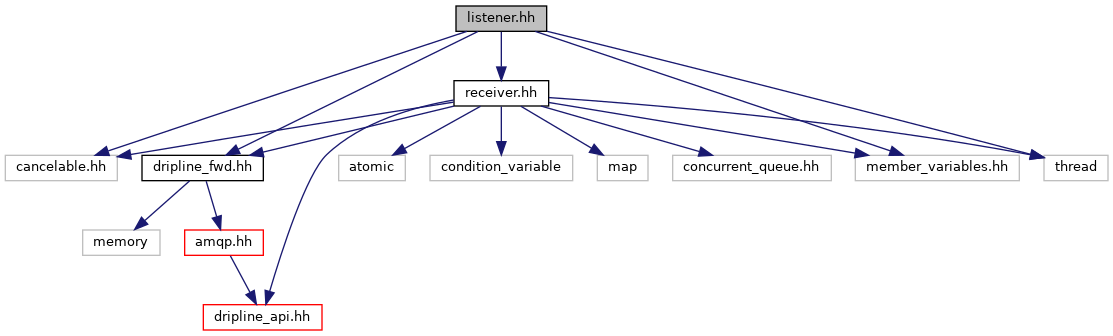 listener.hh
receiver.hh
cancelable.hh
dripline_fwd.hh
atomic
condition_variable
map
concurrent_queue.hh
member_variables.hh
thread
memory
amqp.hh
dripline_api.hh